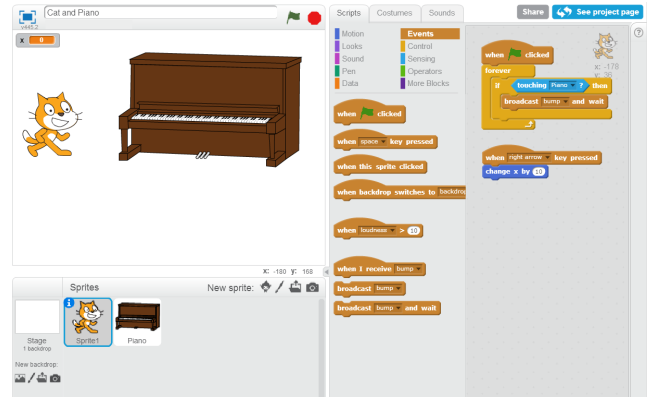 Cat and Piano
v445.2
x 0
x: -180 y: 168
Sprites
New sprite:
Stage
1 backdrop
Sprite1
Piano
New backdrop:
Scripts
Costumes
Sounds
Share
See project page
Motion
Looks
Sound
Pen
Data
Events
Control
Sensing
Operators
More Blocks
when clicked
when space key pressed
when this sprite clicked
when backdrop switches to backdrop
when loudness > 10
when I receive bump
broadcast bump
broadcast bump and wait
x: -178
y: 36
when clicked
forever
if touching Piano ? then
broadcast bump and wait
when right arrow key pressed
change x by 10
?